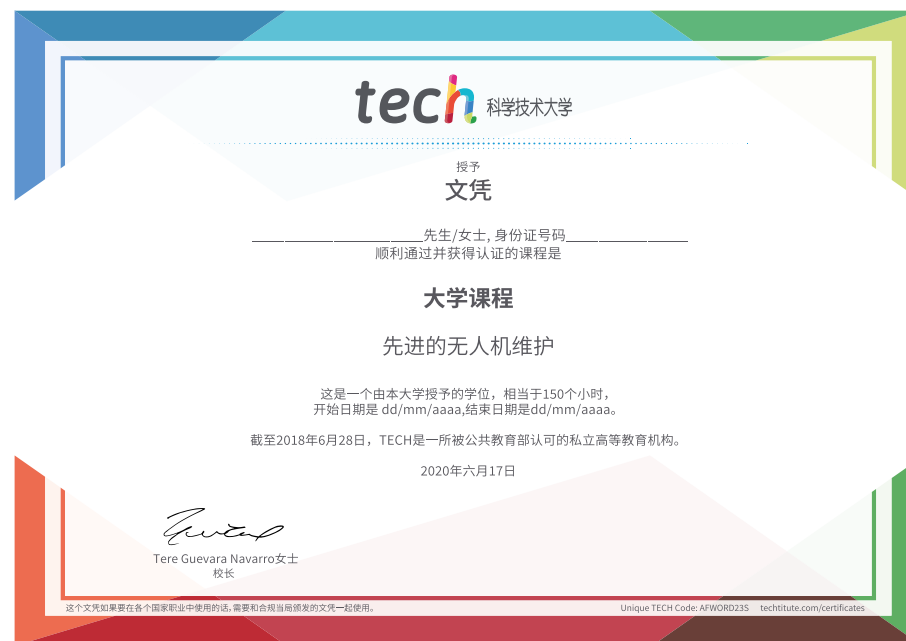 tech 科学技术大学
授予
文凭
先生/女士, 身份证号码
顺利通过并获得认证的课程是
大学课程
先进的无人机维护
这是一个由本大学授予的学位，相当于150个小时，
开始日期是 dd/mm/aaaa,结束日期是dd/mm/aaaa。
截至2018年6月28日，TECH是一所被公共教育部认可的私立高等教育机构。
2020年六月17日
Tere Guevara Navarro女士
校长
这个文凭如果要在各个国家职业中使用的话,需要和合规当局颁发的文凭一起使用。
Unique TECH Code: AFWORD23S techtitute.com/certificates